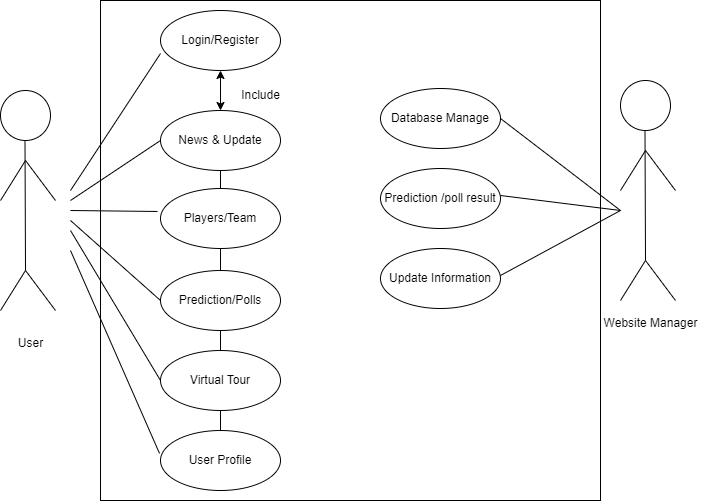 Login/Register
Include
News & Update
Players/Team
Prediction/Polls
Virtual Tour
User Profile
User
Database Manage
Prediction /poll result
Update Information
Website Manager